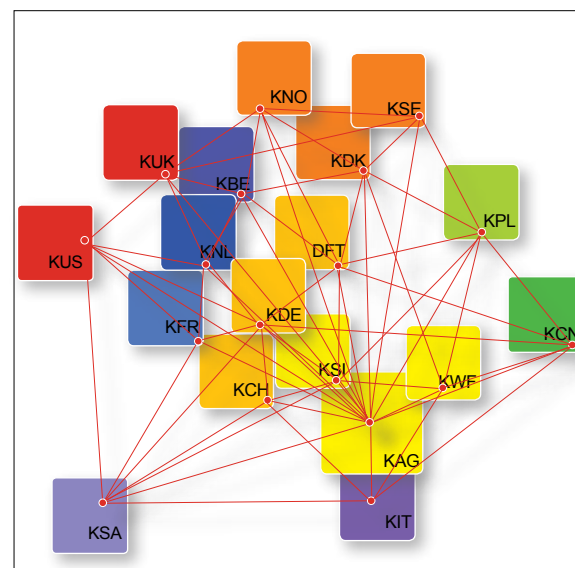 KNO
KSE
KUK
KBE
KDK
KPL
KUS
KNL
DFT
KFR
KDE
KCN
KCH
KSI
KWF
KAG
KSA
KIT